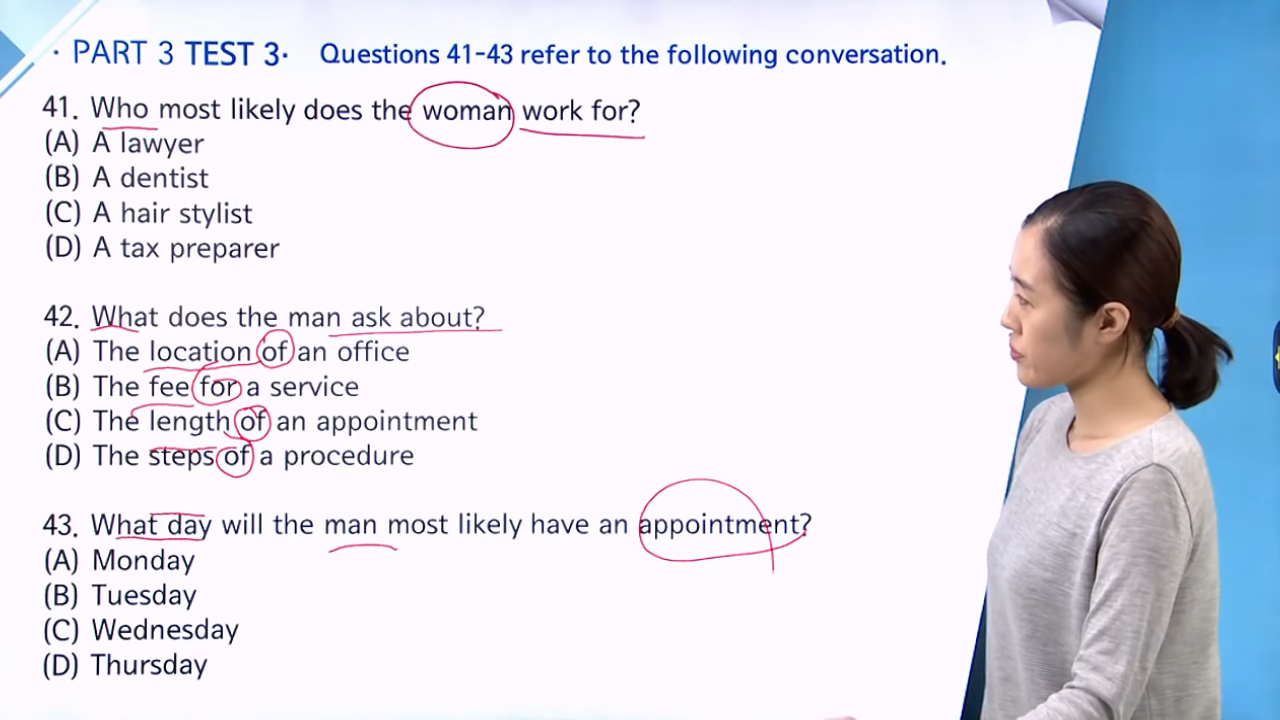 · PART 3 TEST 3· Questions 41-43 refer to the following conversation.
41. Who most likely does the woman work for?
(A) A lawyer
(B) A dentist
(C) A hair stylist
(D) A tax preparer
42. What does the man ask about?
(A) The location of an office
(B) The fee for a service
(C) The length of an appointment
(D) The steps of a procedure
43. What day will the man most likely have an appointment?
(A) Monday
(B) Tuesday
(C) Wednesday
(D) Thursday